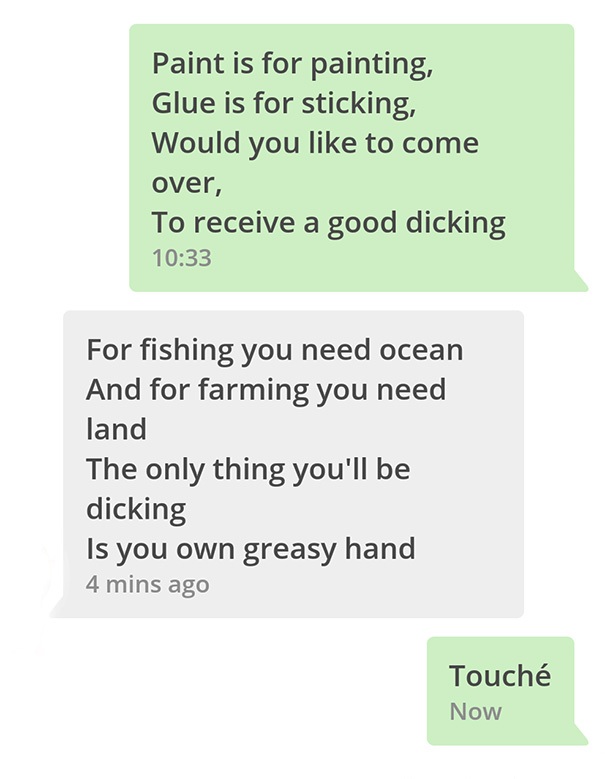 Paint is for painting,
Glue is for sticking,
Would you like to come
over,
To receive a good dicking
10:33
For fishing you need ocean
And for farming you need
land
The only thing you'll be
dicking
Is you own greasy hand
4 mins ago
Touché
Now